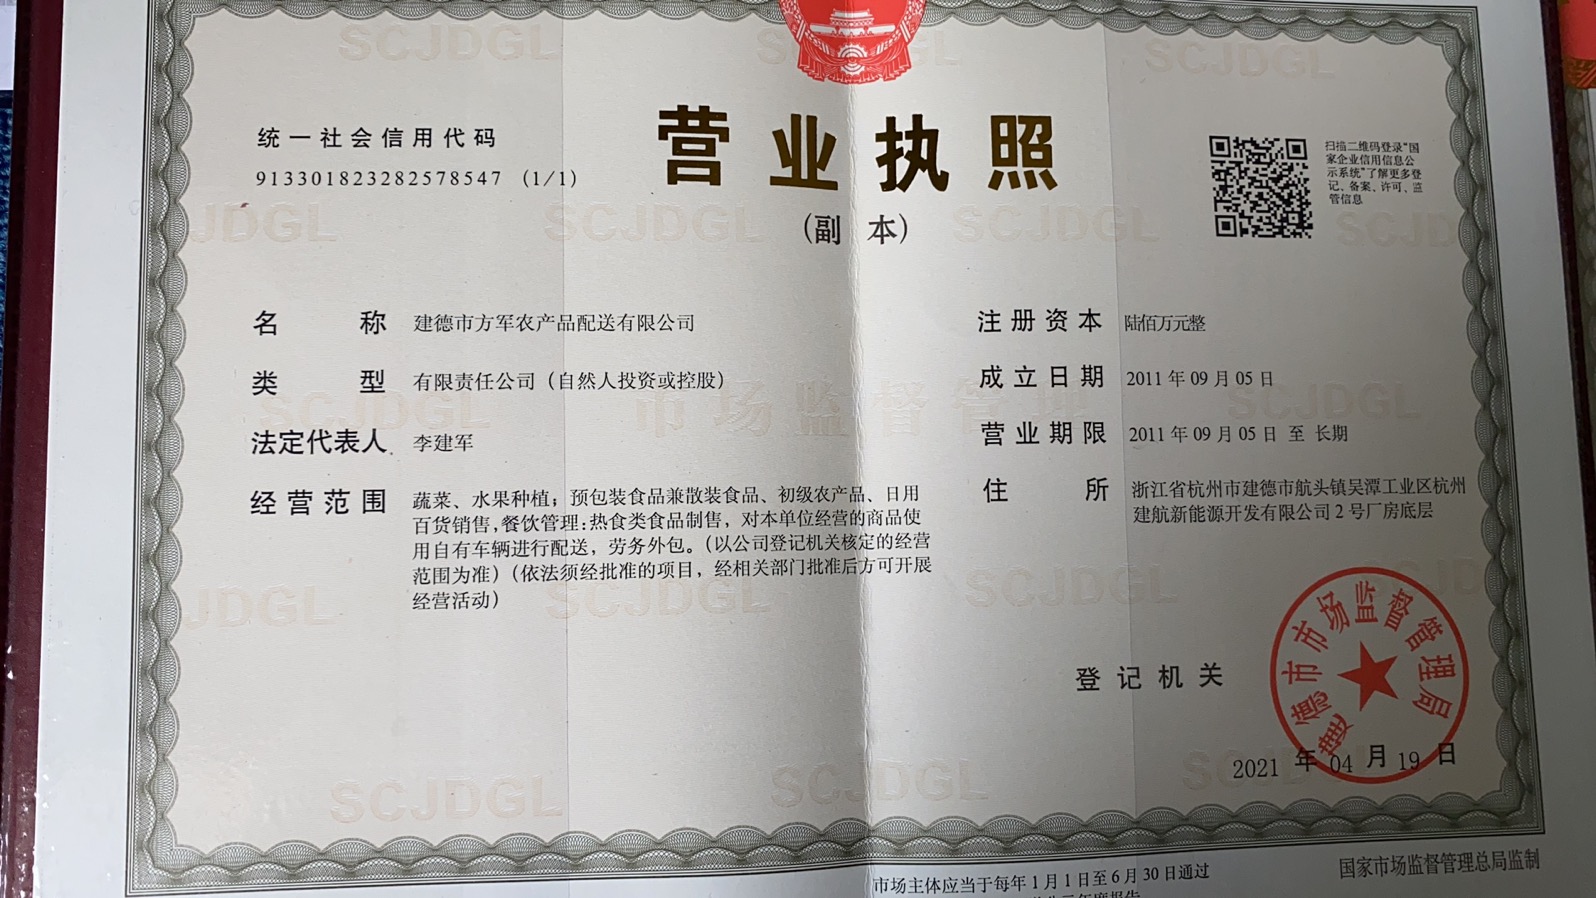 统一社会信用代码
913301823282578547 (1/1)
营业执照
(副本)
扫描二维码登录“国
家企业信用信息公
示系统”了解更多登
记、备案、许可、监
管信息
名称 建德市方军农产品配送有限公司
类型 有限责任公司（自然人投资或控股）
法定代表人 李建军
经营范围 蔬菜、水果种植；预包装食品兼散装食品、初级农产品、日用
百货销售,餐饮管理:热食类食品制售，对本单位经营的商品使
用自有车辆进行配送，劳务外包。（以公司登记机关核定的经营
范围为准）（依法须经批准的项目，经相关部门批准后方可开展
经营活动）
注册资本 陆佰万元整
成立日期 2011年09月05日
营业期限 2011年09月05日 至 长期
住所 浙江省杭州市建德市航头镇吴潭工业区杭州
建航新能源开发有限公司2号厂房底层
登记机关
建德市市场监督管理局
2021年04月19日
市场主体应当于每年1月1日至6月30日通过
国家市场监督管理总局监制
SCJDGL
市场监督管理